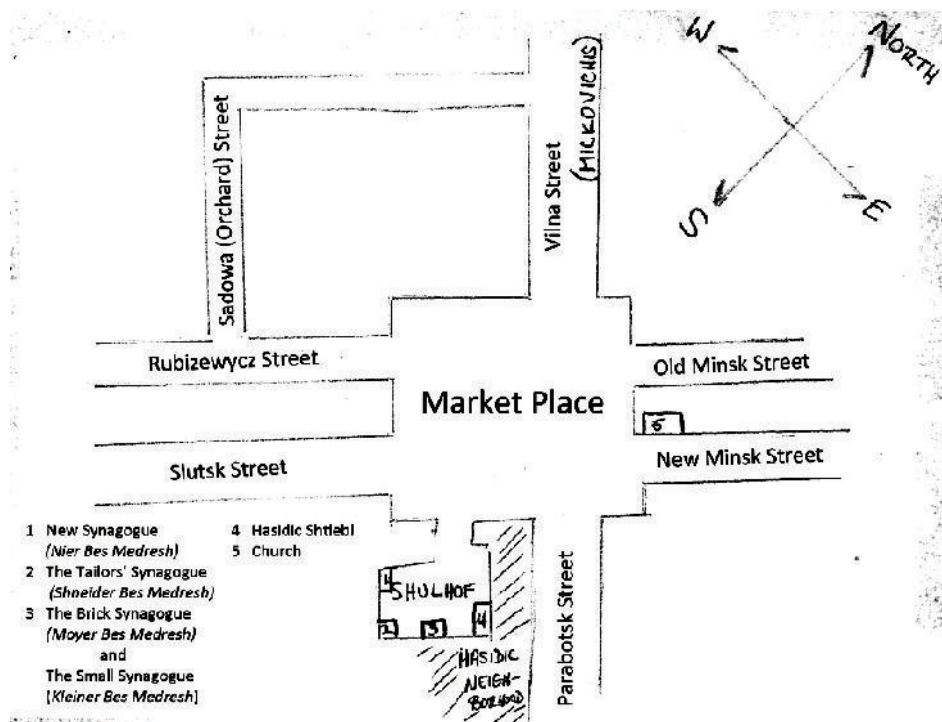 W
NORTH
S
E
Sadowa (Orchard) Street
Vilna Street
(MICKOVICHIS)
Rubizewycz Street
Old Minsk Street
Market Place
5
Slutsk Street
New Minsk Street
1 New Synagogue
(Nier Bes Medresh)
2 The Tailors' Synagogue
(Shneider Bes Medresh)
3 The Brick Synagogue
(Moyer Bes Medresh)
and
The Small Synagogue
(Kleiner Bes Medresh)
4 Hasidic Shtiebl
5 Church
1
SHULHOF
2
3
4
HASIDIC
NEIGH-
BORHOOD
Parabotsk Street